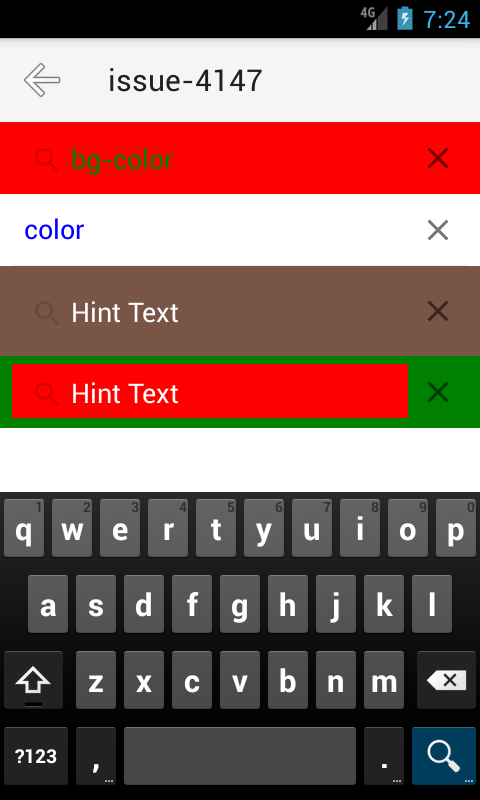 4G 7:24
issue-4147
bg-color
color
Hint Text
Hint Text
1 2 3 4 5 6 7 8 9 0
q w e r t y u i o p
a s d f g h j k l
z x c v b n m
?123 , ... . ... ...